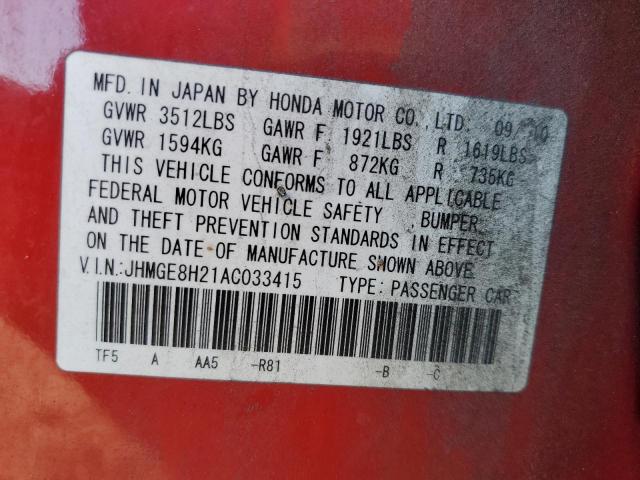 MFD. IN JAPAN BY HONDA MOTOR CO.,LTD. 09/10
GVWR 3512LBS GAWR F 1921LBS R 1619LBS
GVWR 1594KG GAWR F 872KG R 735KG
THIS VEHICLE CONFORMS TO ALL APPLICABLE
FEDERAL MOTOR VEHICLE SAFETY, BUMPER,
AND THEFT PREVENTION STANDARDS IN EFFECT
ON THE DATE OF MANUFACTURE SHOWN ABOVE
V.I.N.:JHMGE8H21AC033415 TYPE: PASSENGER CAR
TF5 A AA5 -R81 -B -C